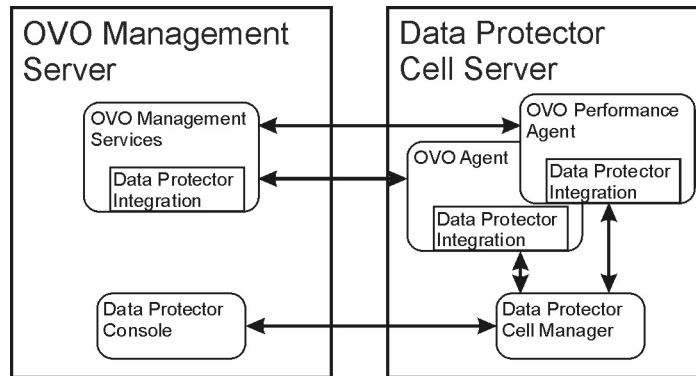 OVO Management
Server
OVO Management
Services
Data Protector
Integration
Data Protector
Console
Data Protector
Cell Server
OVO Performance
Agent
Data Protector
Integration
OVO Agent
Data Protector
Integration
Data Protector
Cell Manager